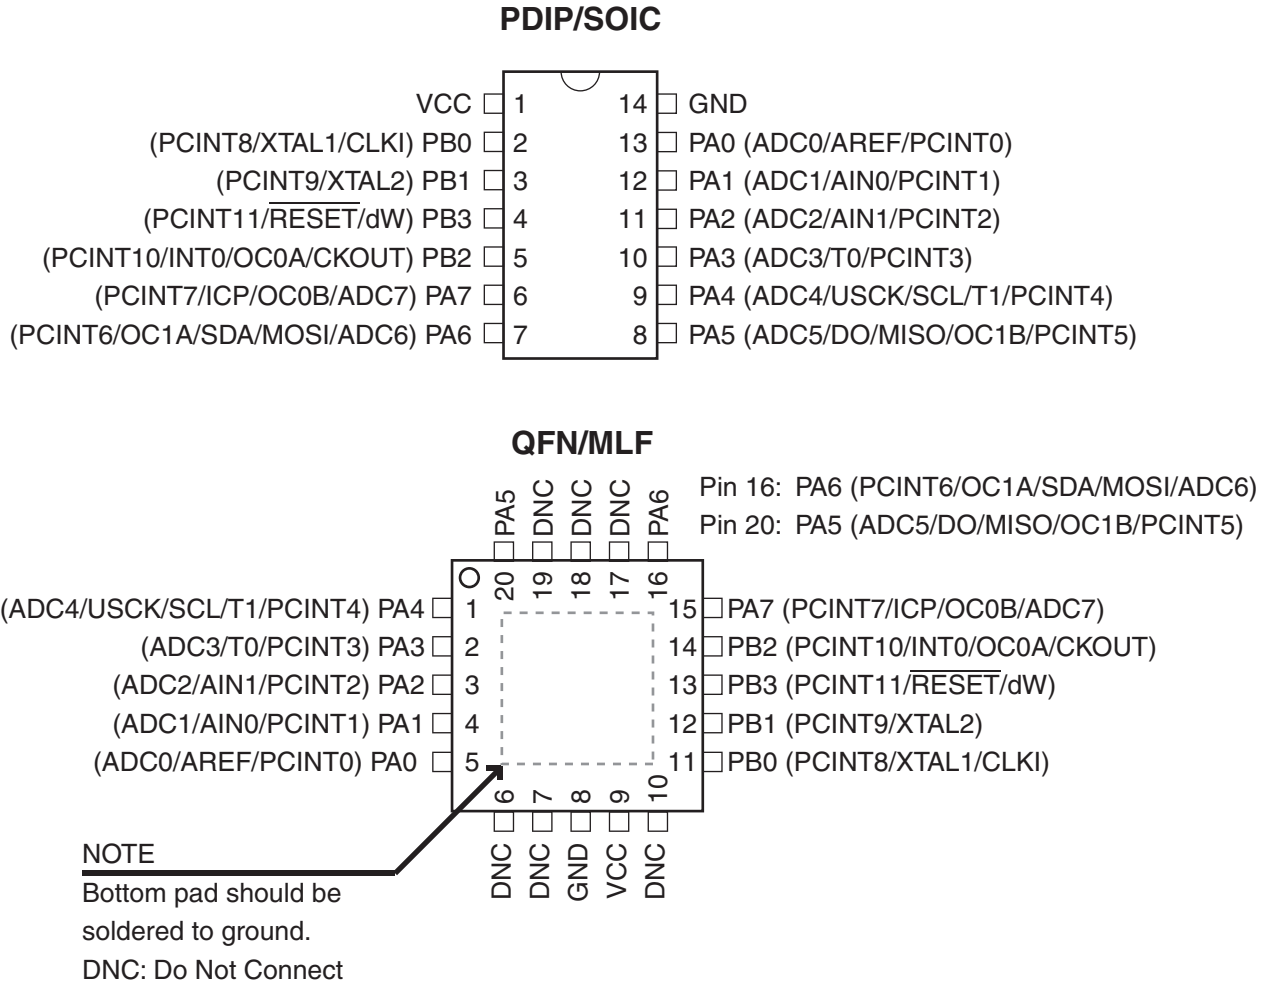 PDIP/SOIC
VCC 1 14 GND
(PCINT8/XTAL1/CLKI) PB0 2 13 PA0 (ADC0/AREF/PCINT0)
(PCINT9/XTAL2) PB1 3 12 PA1 (ADC1/AIN0/PCINT1)
(PCINT11/RESET/dW) PB3 4 11 PA2 (ADC2/AIN1/PCINT2)
(PCINT10/INT0/OC0A/CKOUT) PB2 5 10 PA3 (ADC3/T0/PCINT3)
(PCINT7/ICP/OC0B/ADC7) PA7 6 9 PA4 (ADC4/USCK/SCL/T1/PCINT4)
(PCINT6/OC1A/SDA/MOSI/ADC6) PA6 7 8 PA5 (ADC5/DO/MISO/OC1B/PCINT5)
QFN/MLF
PA5 DNC DNC DNC PA6
Pin 16: PA6 (PCINT6/OC1A/SDA/MOSI/ADC6)
Pin 20: PA5 (ADC5/DO/MISO/OC1B/PCINT5)
20 19 18 17 16
(ADC4/USCK/SCL/T1/PCINT4) PA4 1 15 PA7 (PCINT7/ICP/OC0B/ADC7)
(ADC3/T0/PCINT3) PA3 2 14 PB2 (PCINT10/INT0/OC0A/CKOUT)
(ADC2/AIN1/PCINT2) PA2 3 13 PB3 (PCINT11/RESET/dW)
(ADC1/AIN0/PCINT1) PA1 4 12 PB1 (PCINT9/XTAL2)
(ADC0/AREF/PCINT0) PA0 5 11 PB0 (PCINT8/XTAL1/CLKI)
6 7 8 9 10
DNC DNC GND VCC DNC
NOTE
Bottom pad should be
soldered to ground.
DNC: Do Not Connect